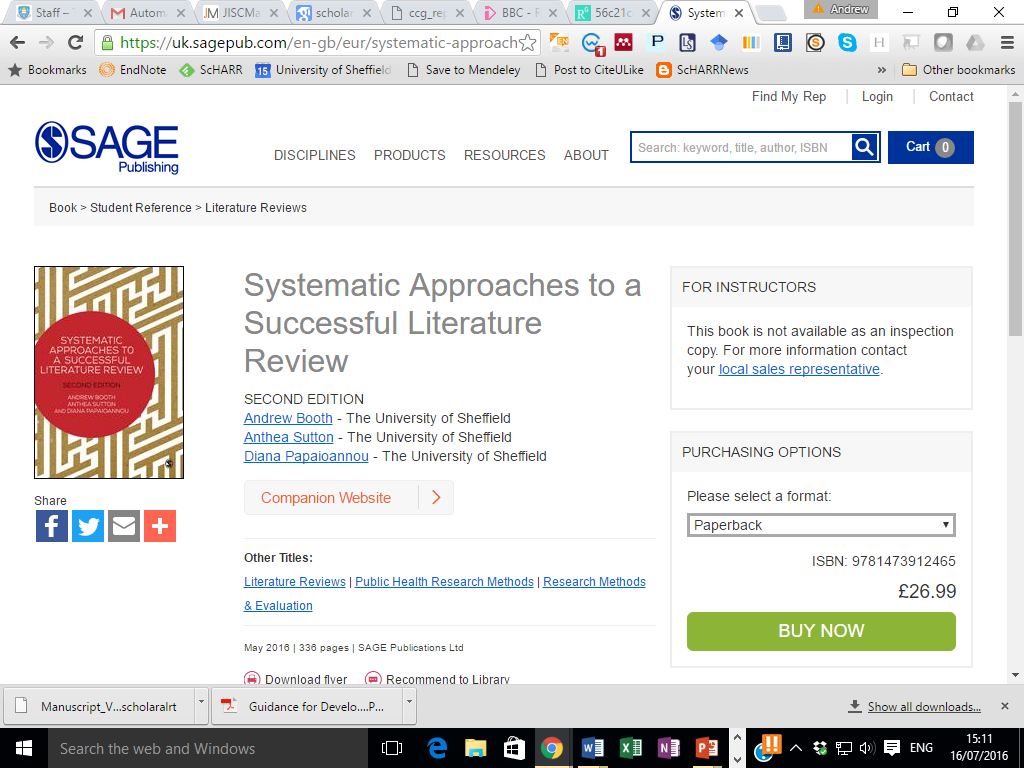 Staff -
Autom
JISCMa
scholar
ccg_rep
BBC - F
56c21c
System
Andrew
https://uk.sagepub.com/en-gb/eur/systematic-approach
Bookmarks
EndNote
ScHARR
University of Sheffield
Save to Mendeley
Post to CiteULike
ScHARRNews
»
Other bookmarks
Find My Rep | Login | Contact
SAGE
Publishing
DISCIPLINES PRODUCTS RESOURCES ABOUT
Search: keyword, title, author, ISBN
Cart 0
Book > Student Reference > Literature Reviews
SYSTEMATIC
APPROACHES TO
A SUCCESSFUL
LITERATURE REVIEW
SECOND EDITION
ANDREW BOOTH
ANTHEA SUTTON
AND DIANA PAPAIOANNOU
Share
Systematic Approaches to a
Successful Literature
Review
SECOND EDITION
Andrew Booth - The University of Sheffield
Anthea Sutton - The University of Sheffield
Diana Papaioannou - The University of Sheffield
Companion Website
Other Titles:
Literature Reviews | Public Health Research Methods | Research Methods
& Evaluation
May 2016 | 336 pages | SAGE Publications Ltd
Download flyer
Recommend to Library
FOR INSTRUCTORS
This book is not available as an inspection
copy. For more information contact
your local sales representative.
PURCHASING OPTIONS
Please select a format:
Paperback
ISBN: 9781473912465
£26.99
BUY NOW
Manuscript_V...scholaralrt
Guidance for Develo....P...
Show all downloads...
Search the web and Windows
ENG
15:11
16/07/2016